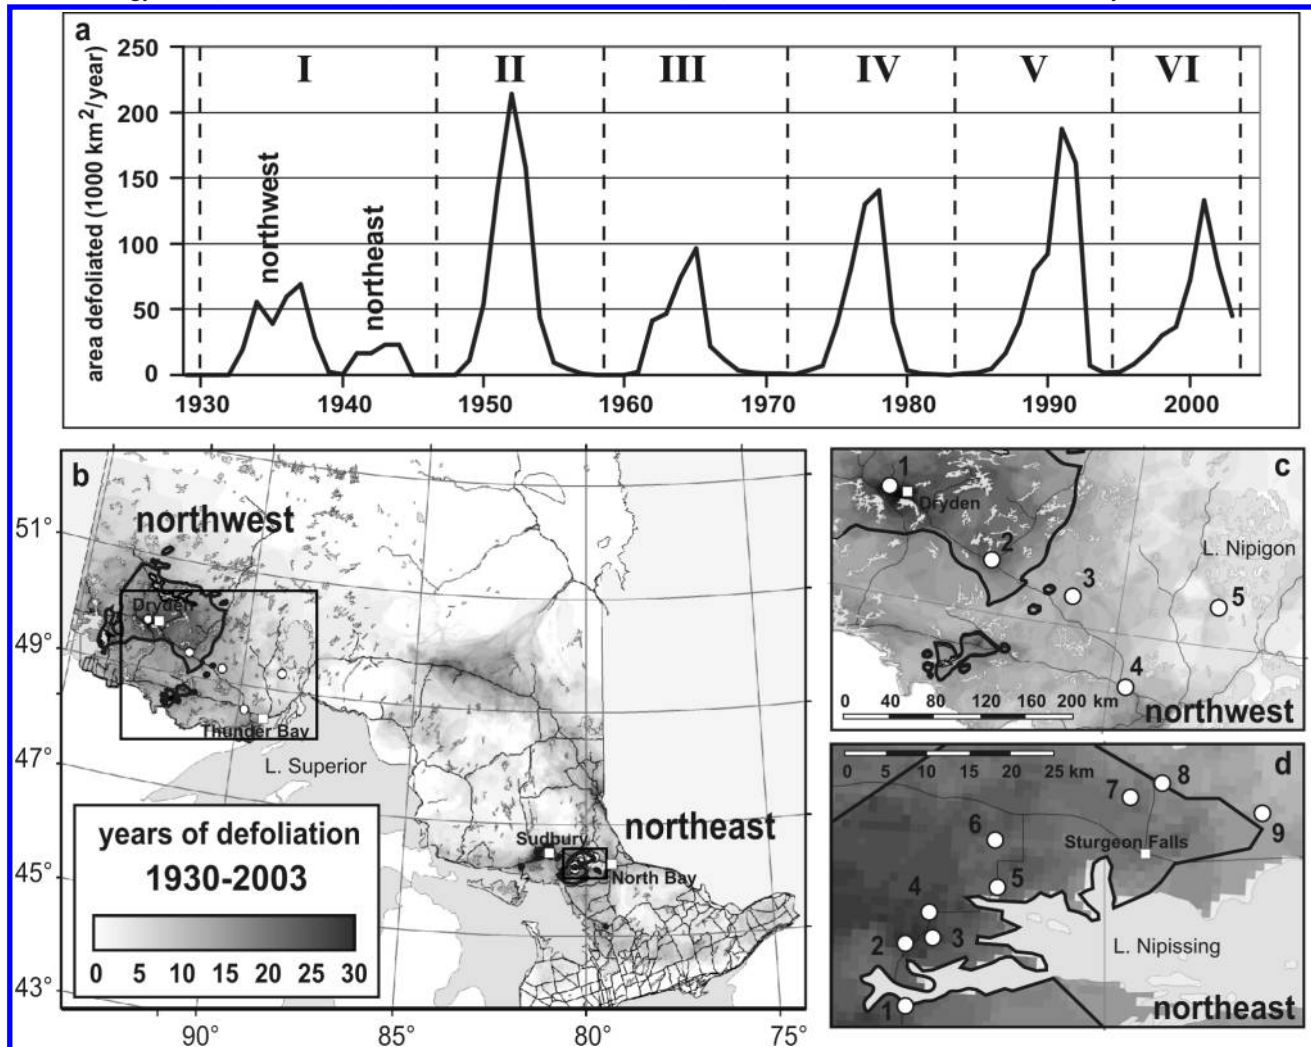 a
area defoliated (1000 km²/year)
250
200
150
100
50
0
I
II
III
IV
V
VI
northwest
northeast
1930
1940
1950
1960
1970
1980
1990
2000
b
northwest
51°
49°
47°
45°
43°
Dryden
Thunder Bay
L. Superior
northeast
Sudbury
North Bay
years of defoliation
1930-2003
0 5 10 15 20 25 30
90°
85°
80°
75°
c
1
Dryden
2
3
L. Nipigon
5
4
0 40 80 120 160 200 km
northwest
d
0 5 10 15 20 25 km
8
7
6
Sturgeon Falls
9
5
4
2
3
L. Nipissing
1
northeast